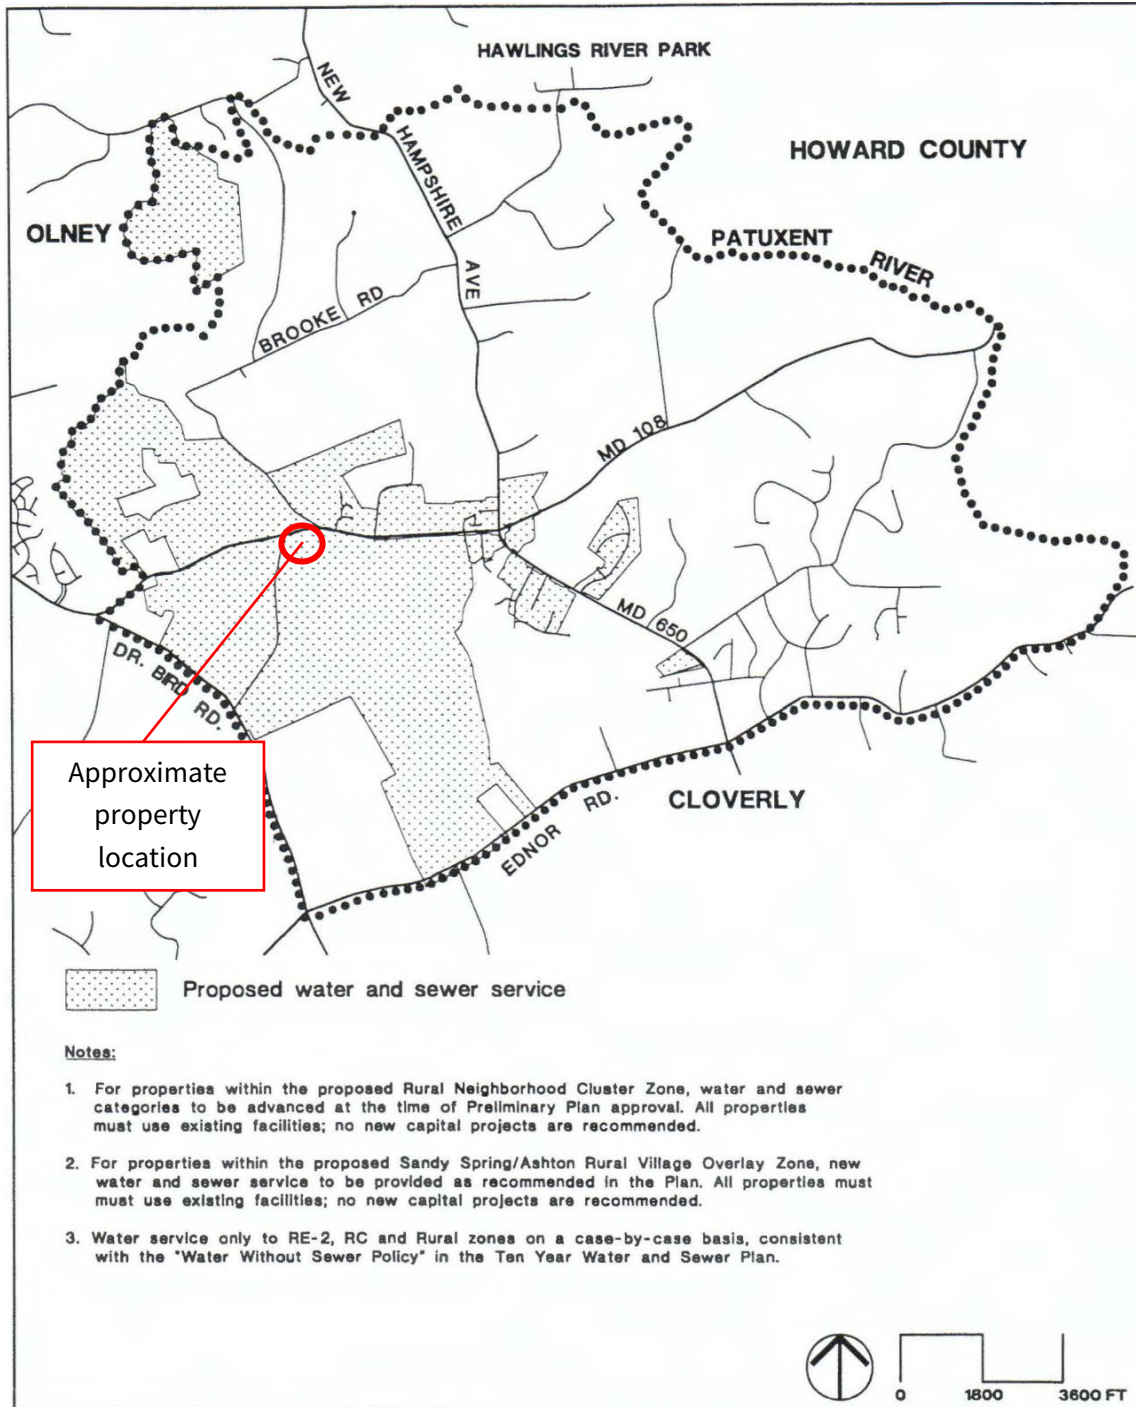 HAWLINGS RIVER PARK
NEW
HAMPSHIRE
AVE
HOWARD COUNTY
OLNEY
PATUXENT
RIVER
BROOKE RD
MD 108
MD 650
DR. BIRD RD.
Approximate
property
location
EDNOR RD.
CLOVERLY
Proposed water and sewer service
Notes:
1. For properties within the proposed Rural Neighborhood Cluster Zone, water and sewer
categories to be advanced at the time of Preliminary Plan approval. All properties
must use existing facilities; no new capital projects are recommended.
2. For properties within the proposed Sandy Spring/Ashton Rural Village Overlay Zone, new
water and sewer service to be provided as recommended in the Plan. All properties must
must use existing facilities; no new capital projects are recommended.
3. Water service only to RE-2, RC and Rural zones on a case-by-case basis, consistent
with the "Water Without Sewer Policy" in the Ten Year Water and Sewer Plan.
0 1800 3600 FT